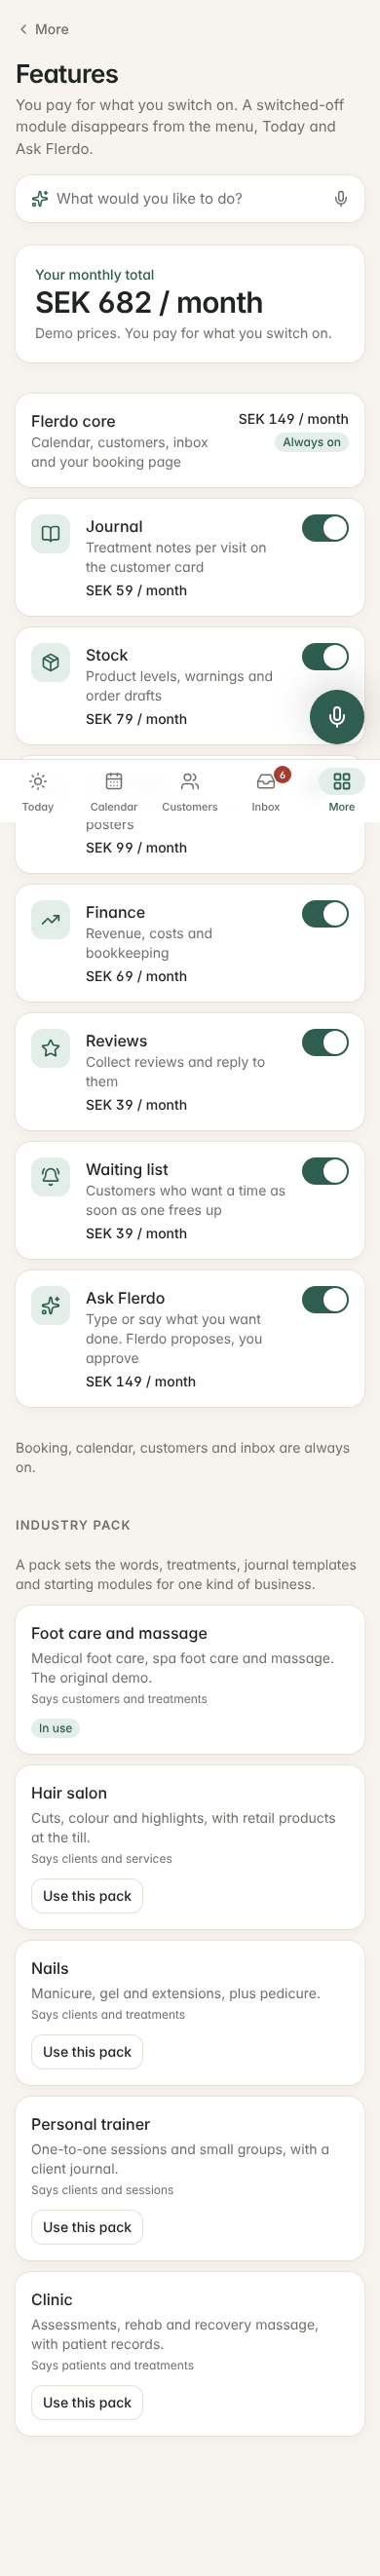 More
Features
You pay for what you switch on. A switched-off
module disappears from the menu, Today and
Ask Flerdo.
What would you like to do?
Your monthly total
SEK 682 / month
Demo prices. You pay for what you switch on.
Flerdo core
SEK 149 / month
Calendar, customers, inbox
and your booking page
Always on
Journal
Treatment notes per visit on
the customer card
SEK 59 / month
Stock
Product levels, warnings and
order drafts
SEK 79 / month
6
Today
Calendar
Customers
Inbox
More
posters
SEK 99 / month
Finance
Revenue, costs and
bookkeeping
SEK 69 / month
Reviews
Collect reviews and reply to
them
SEK 39 / month
Waiting list
Customers who want a time as
soon as one frees up
SEK 39 / month
Ask Flerdo
Type or say what you want
done. Flerdo proposes, you
approve
SEK 149 / month
Booking, calendar, customers and inbox are always
on.
INDUSTRY PACK
A pack sets the words, treatments, journal templates
and starting modules for one kind of business.
Foot care and massage
Medical foot care, spa foot care and massage.
The original demo.
Says customers and treatments
In use
Hair salon
Cuts, colour and highlights, with retail products
at the till.
Says clients and services
Use this pack
Nails
Manicure, gel and extensions, plus pedicure.
Says clients and treatments
Use this pack
Personal trainer
One-to-one sessions and small groups, with a
client journal.
Says clients and sessions
Use this pack
Clinic
Assessments, rehab and recovery massage,
with patient records.
Says patients and treatments
Use this pack